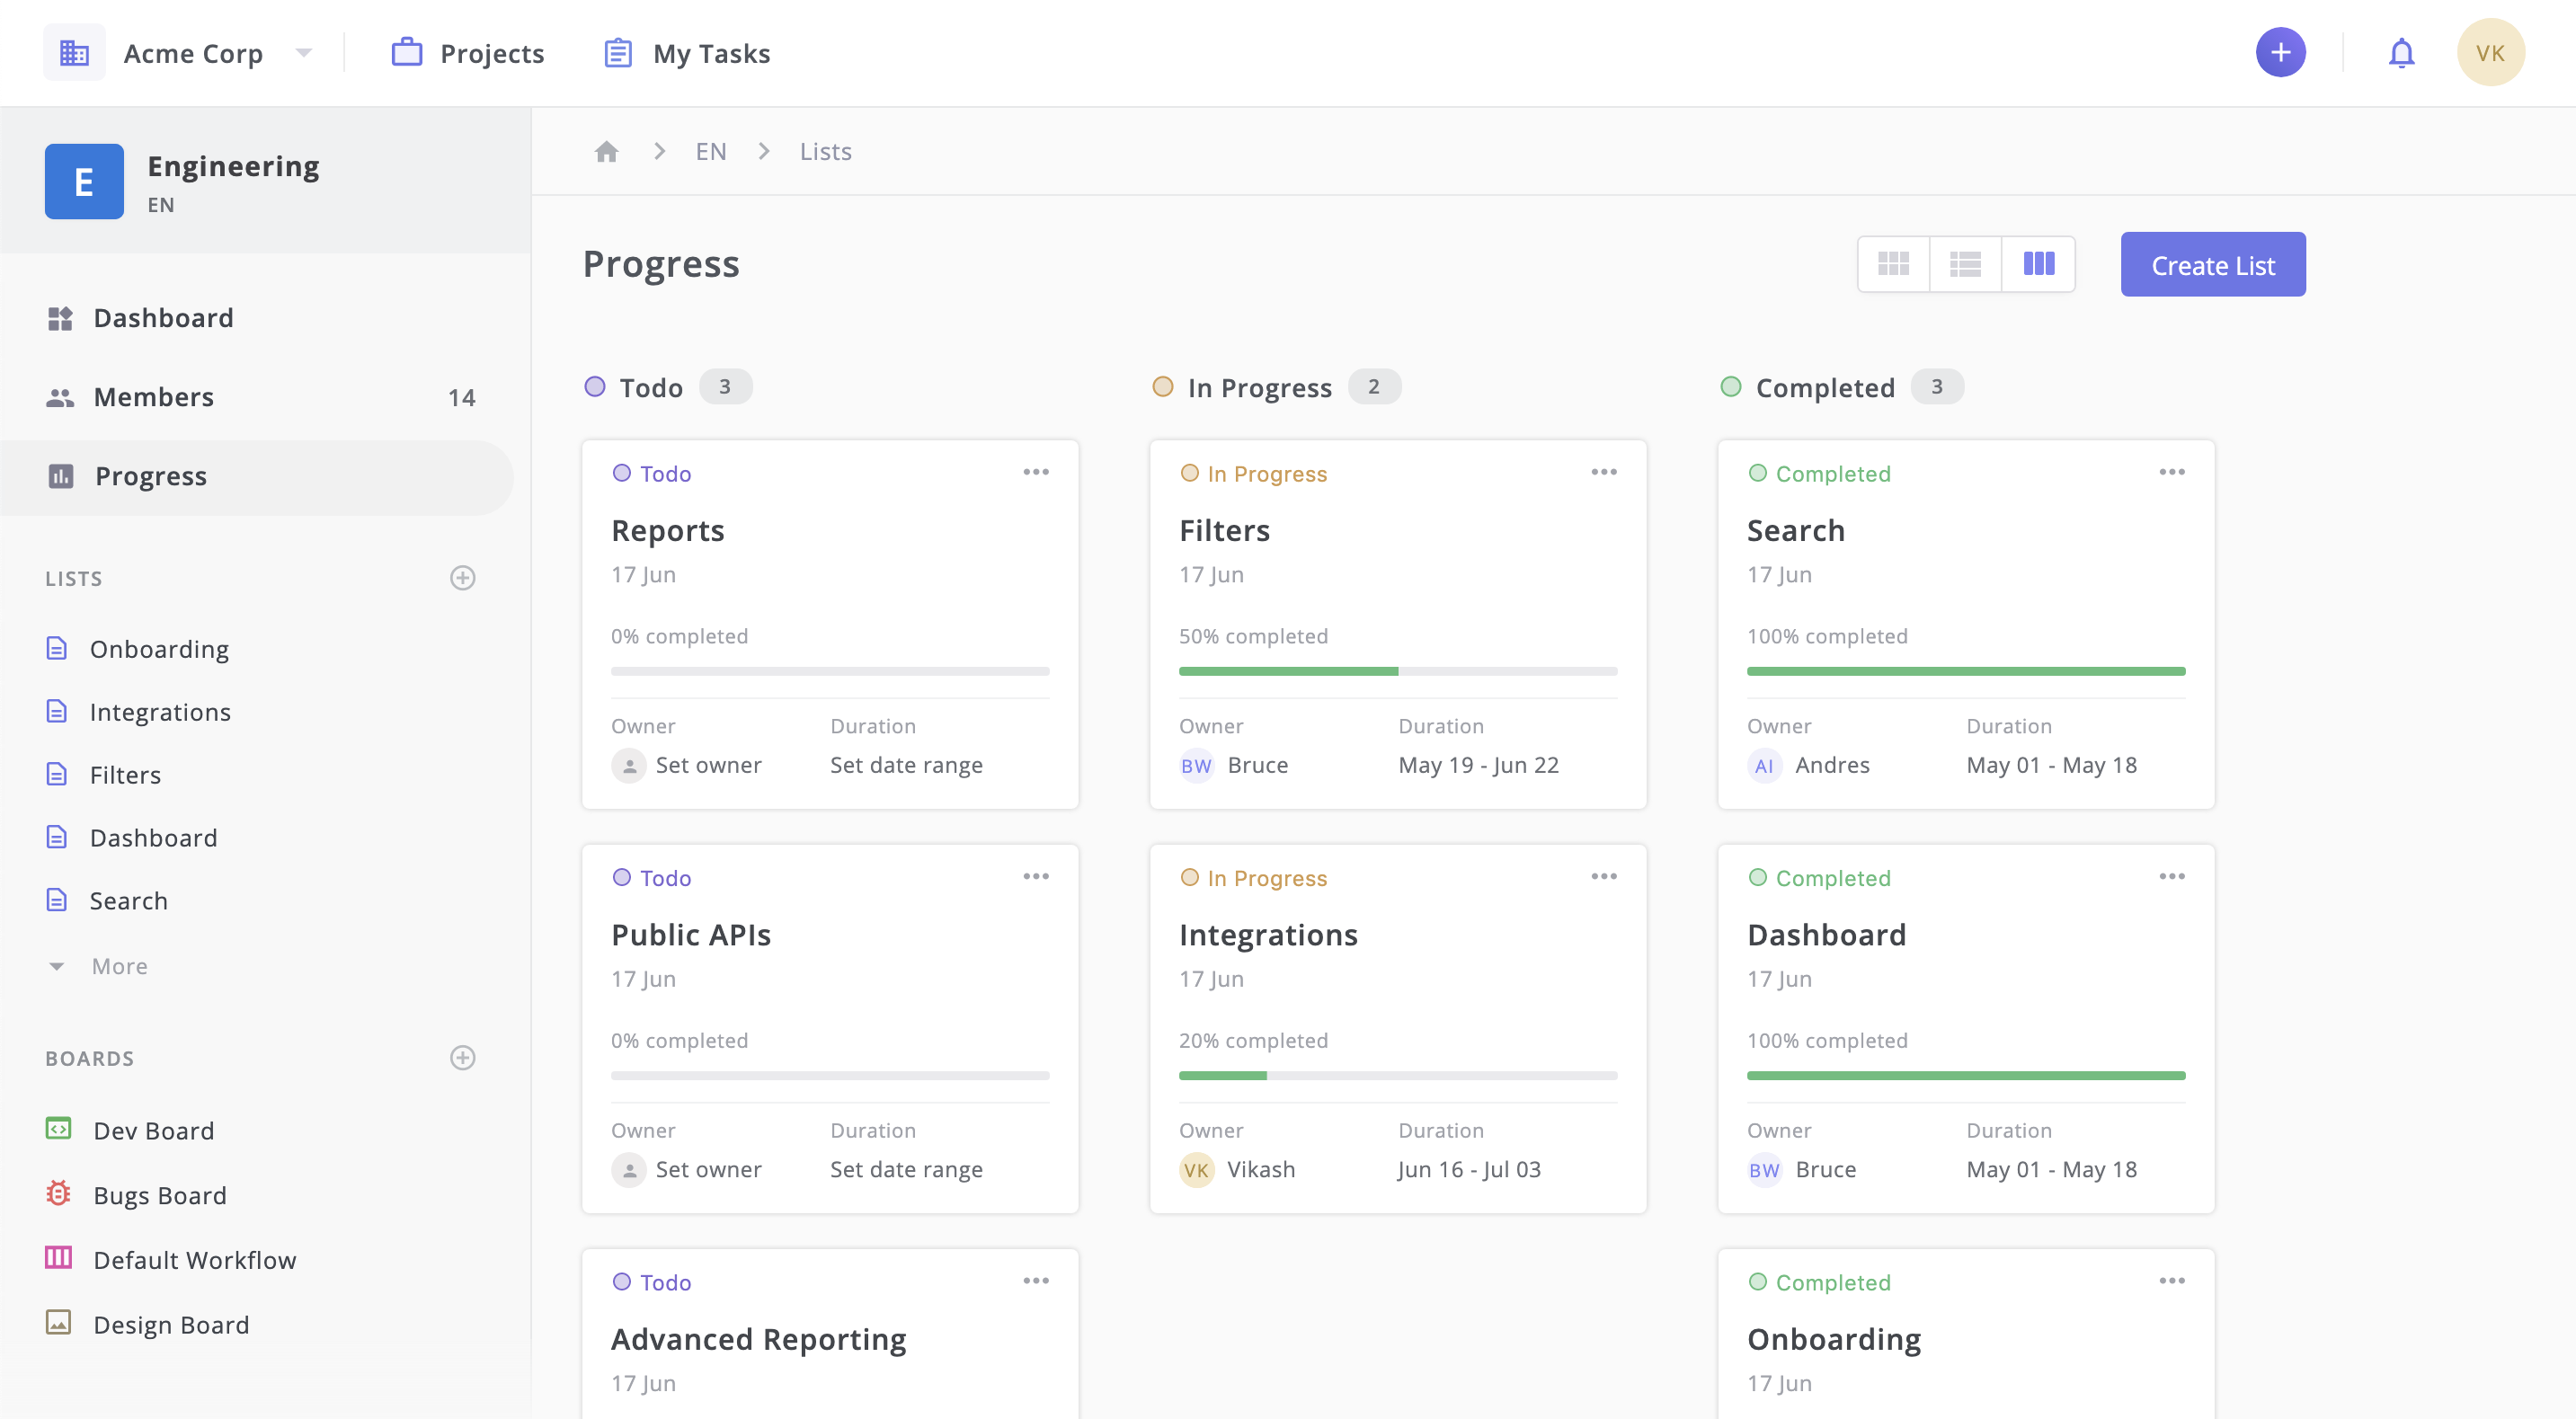 Acme Corp
Projects
My Tasks
VK
E
Engineering
EN
Dashboard
Members 14
Progress
LISTS
Onboarding
Integrations
Filters
Dashboard
Search
More
BOARDS
Dev Board
Bugs Board
Default Workflow
Design Board
EN
Lists
Progress
Create List
Todo 3
Todo
Reports
17 Jun
0% completed
Owner Duration
Set owner Set date range
Todo
Public APIs
17 Jun
0% completed
Owner Duration
Set owner Set date range
Todo
Advanced Reporting
17 Jun
In Progress 2
In Progress
Filters
17 Jun
50% completed
Owner Duration
BW Bruce May 19 - Jun 22
In Progress
Integrations
17 Jun
20% completed
Owner Duration
VK Vikash Jun 16 - Jul 03
Completed 3
Completed
Search
17 Jun
100% completed
Owner Duration
AI Andres May 01 - May 18
Completed
Dashboard
17 Jun
100% completed
Owner Duration
BW Bruce May 01 - May 18
Completed
Onboarding
17 Jun